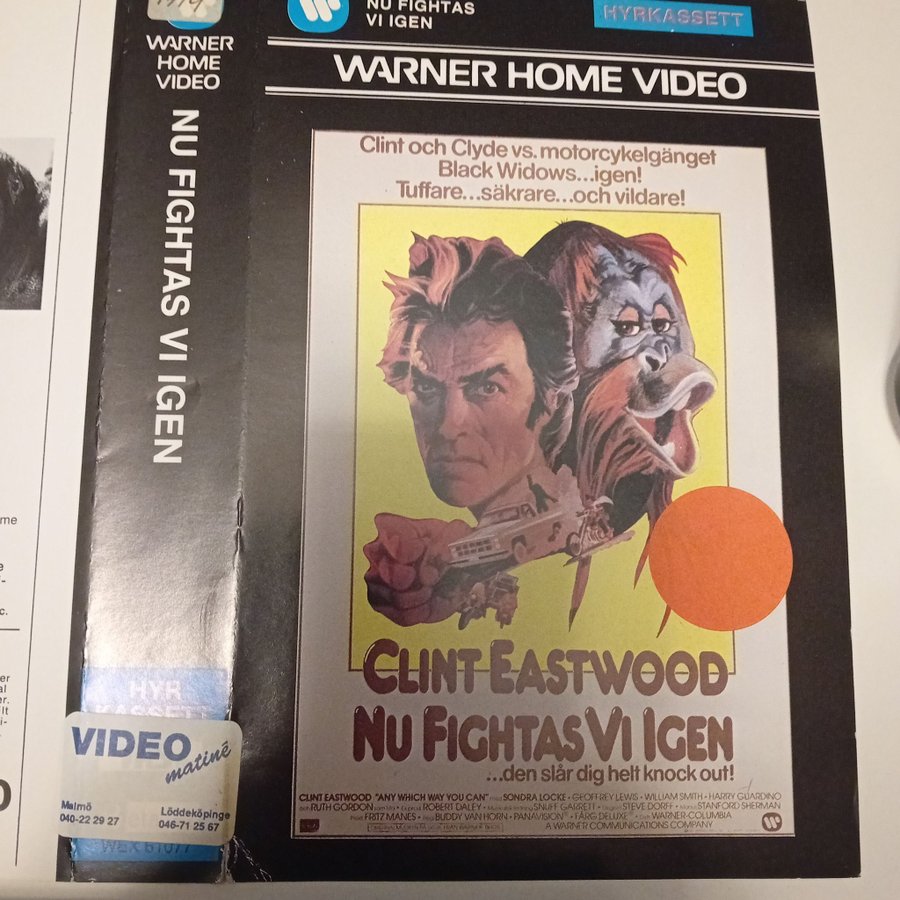 WARNER
HOME
VIDEO
NU FIGHTAS VI IGEN
HYR
KASSETT
VIDEO
matiné
Malmö
040-22 29 27
Löddeköpinge
046-71 25 67
WEX 61077
NU FIGHTAS
VI IGEN
HYRKASSETT
WARNER HOME VIDEO
Clint och Clyde vs. motorcykelgänget
Black Widows...igen!
Tuffare...säkrare...och vildare!
CLINT EASTWOOD
NU FIGHTAS VI IGEN
...den slår dig helt knock out!
CLINT EASTWOOD "ANY WHICH WAY YOU CAN" SONDRA LOCKE • GEOFFREY LEWIS • WILLIAM SMITH • HARRY GUARDINO
RUTH GORDON ROBERT DALEY SNUFF GARRETT STEVE DORFF STANFORD SHERMAN
FRITZ MANES BUDDY VAN HORN PANAVISION FÄRG DELUXE WARNER-COLUMBIA
A WARNER COMMUNICATIONS COMPANY